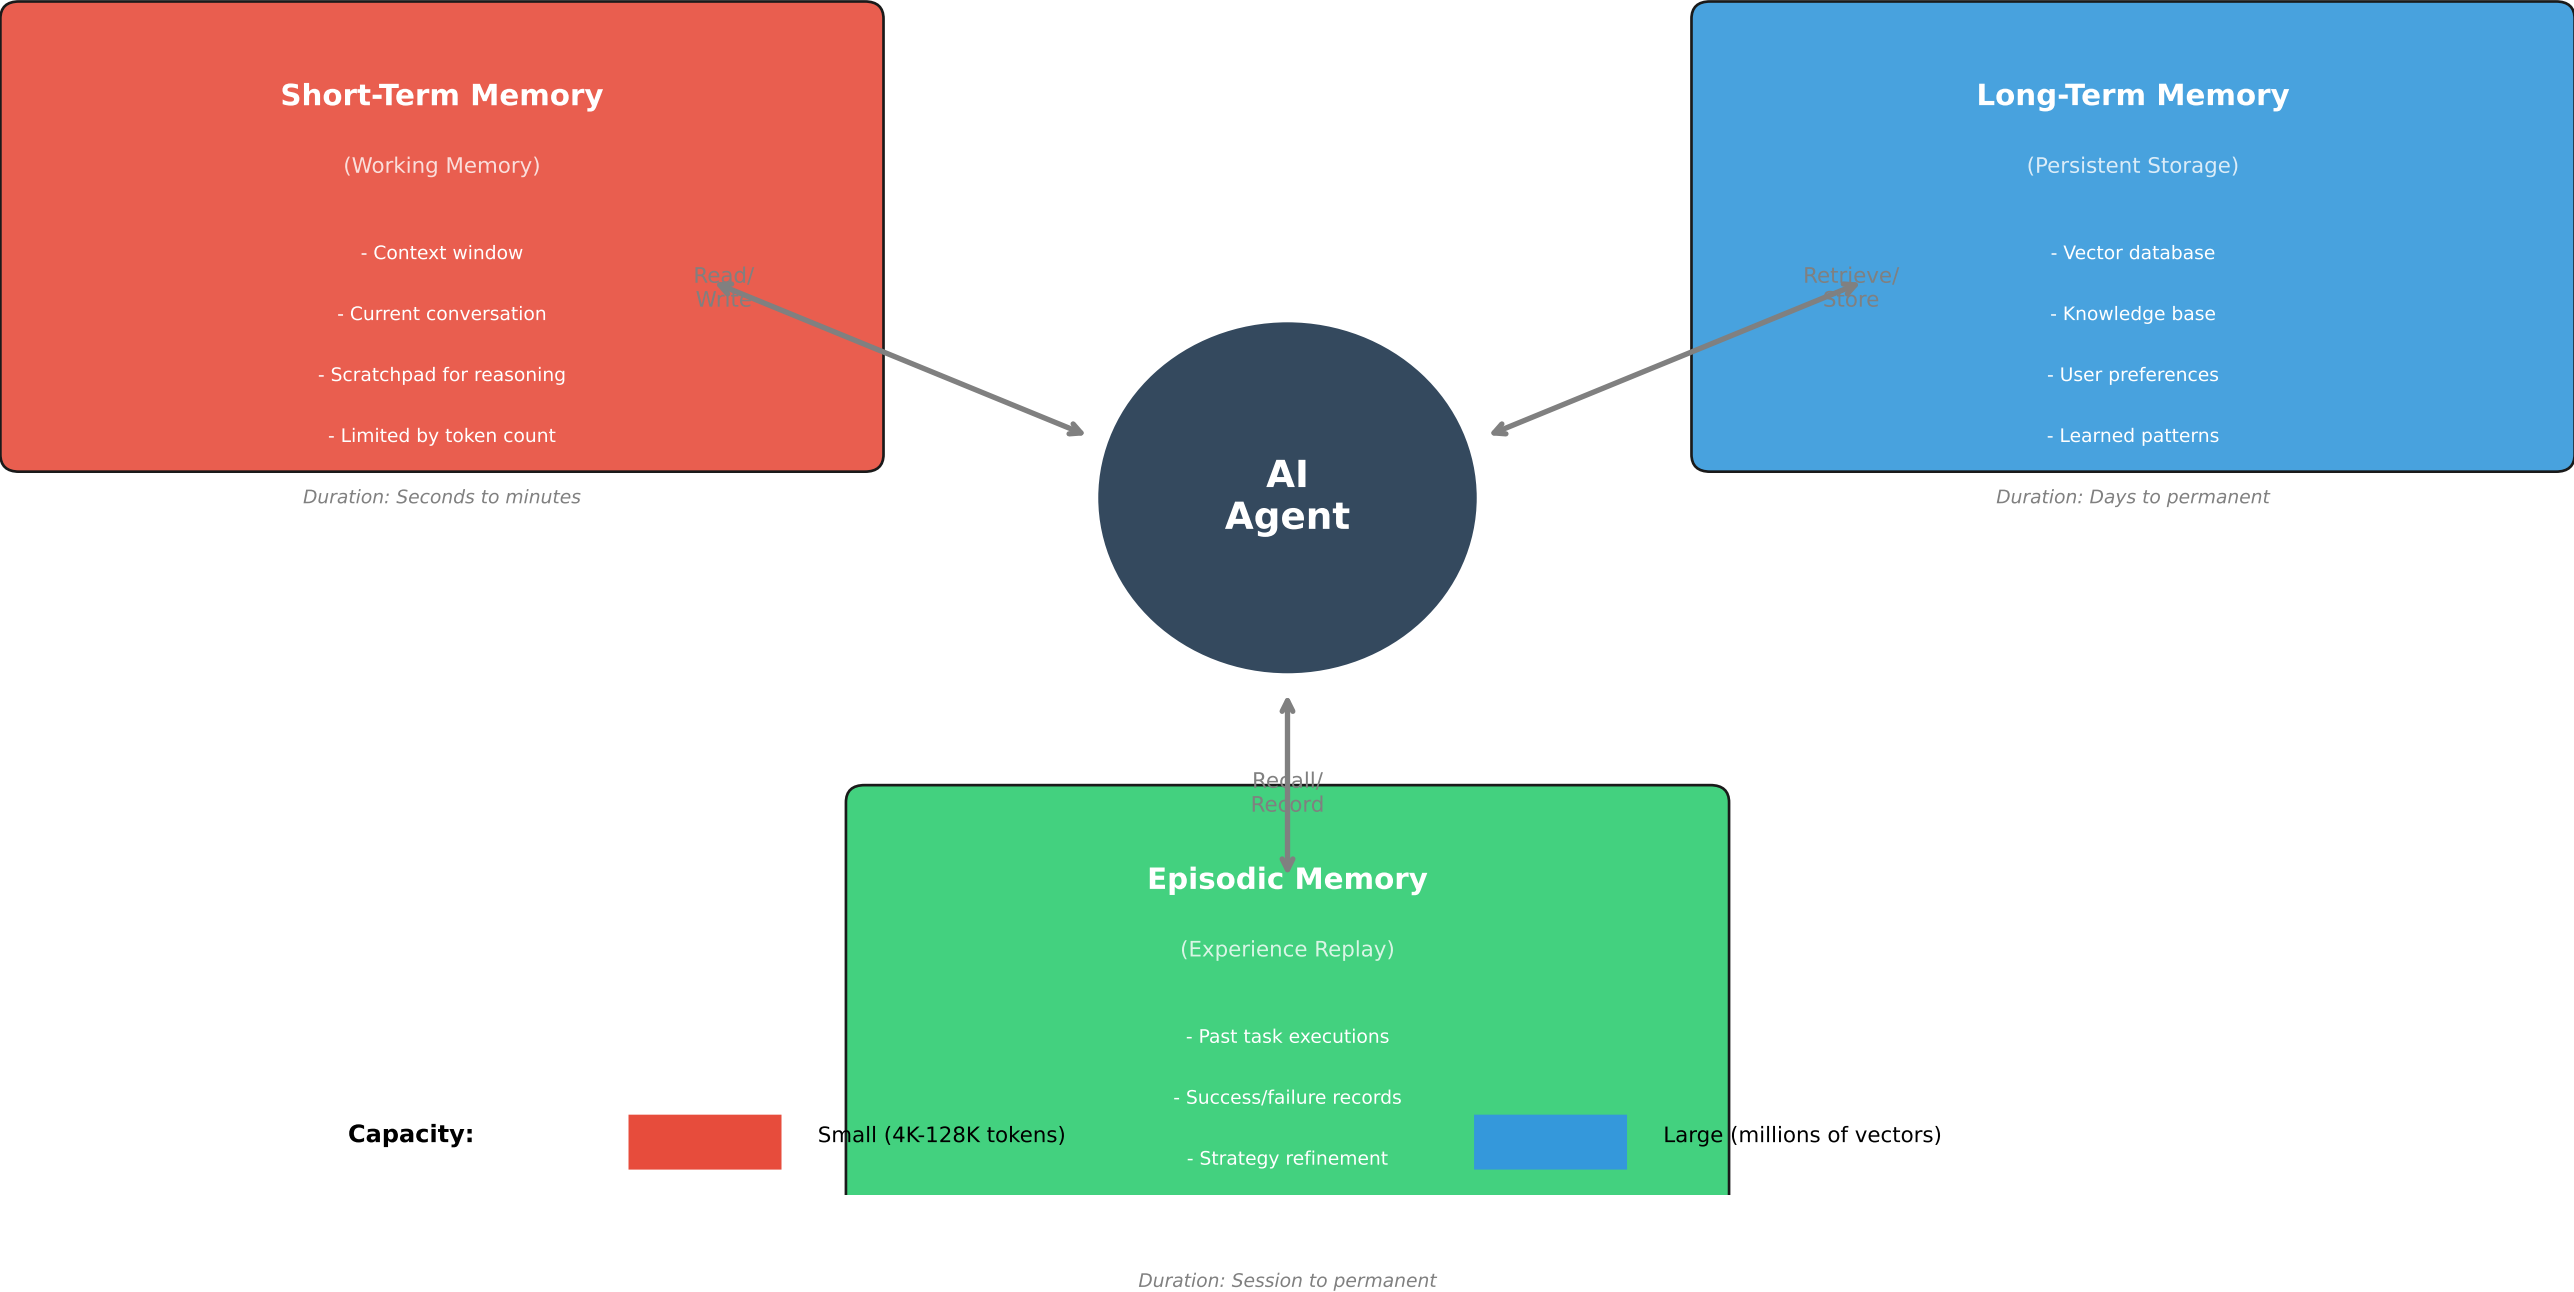 Short-Term Memory
(Working Memory)
- Context window
- Current conversation
- Scratchpad for reasoning
- Limited by token count
Duration: Seconds to minutes
Read/
Write
Long-Term Memory
(Persistent Storage)
- Vector database
- Knowledge base
- User preferences
- Learned patterns
Duration: Days to permanent
Retrieve/
Store
AI
Agent
Recall/
Record
Episodic Memory
(Experience Replay)
- Past task executions
- Success/failure records
- Strategy refinement
Capacity:
Small (4K-128K tokens)
Large (millions of vectors)
Duration: Session to permanent